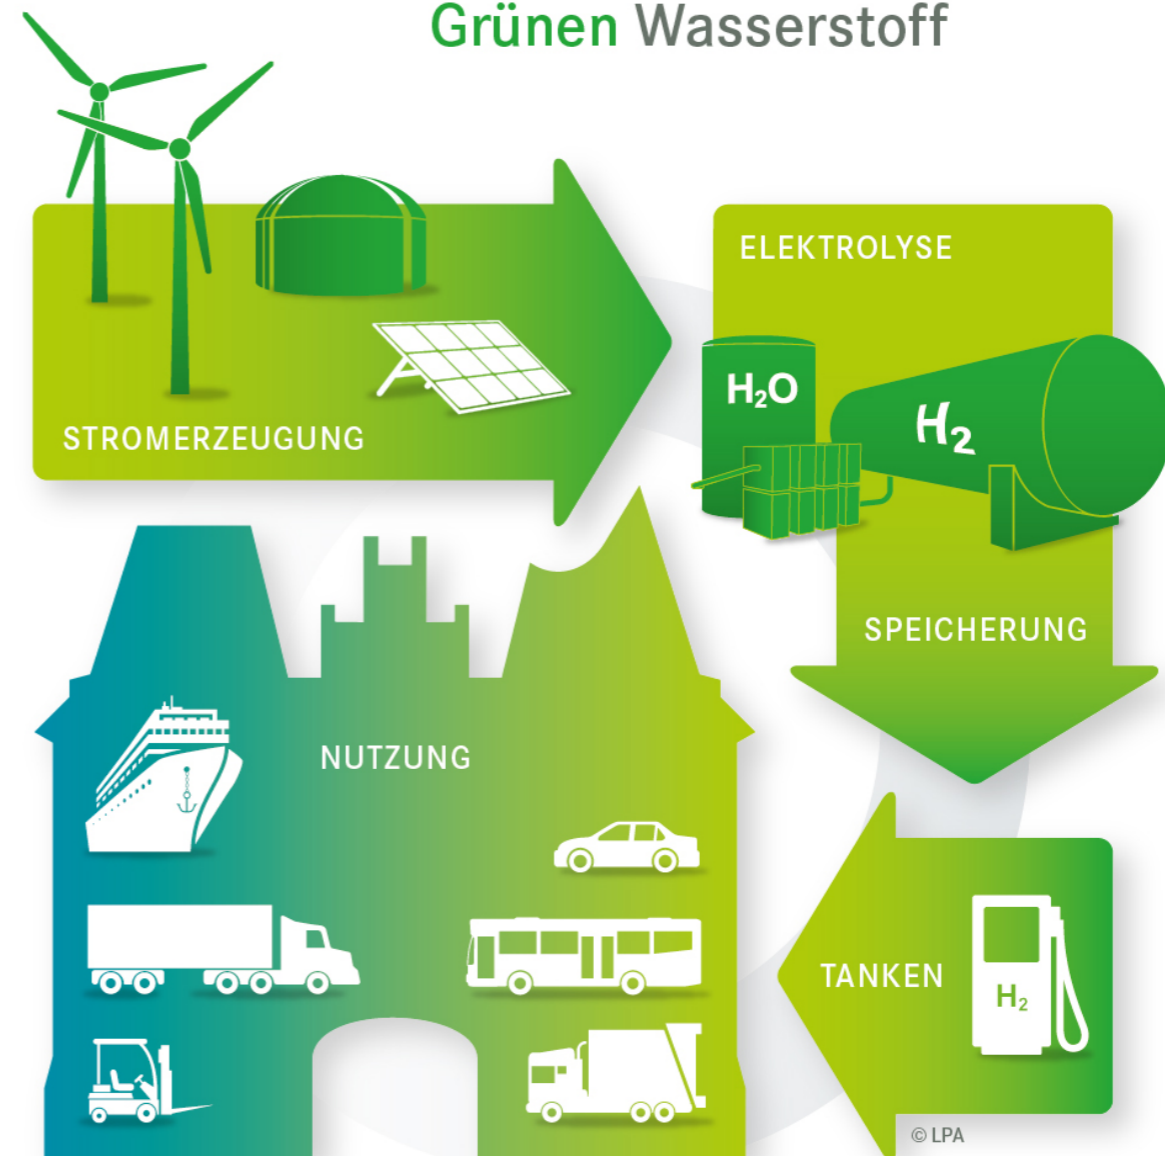 Grünen Wasserstoff
STROMERZEUGUNG
ELEKTROLYSE
H₂O
H₂
SPEICHERUNG
NUTZUNG
TANKEN
H₂
© LPA